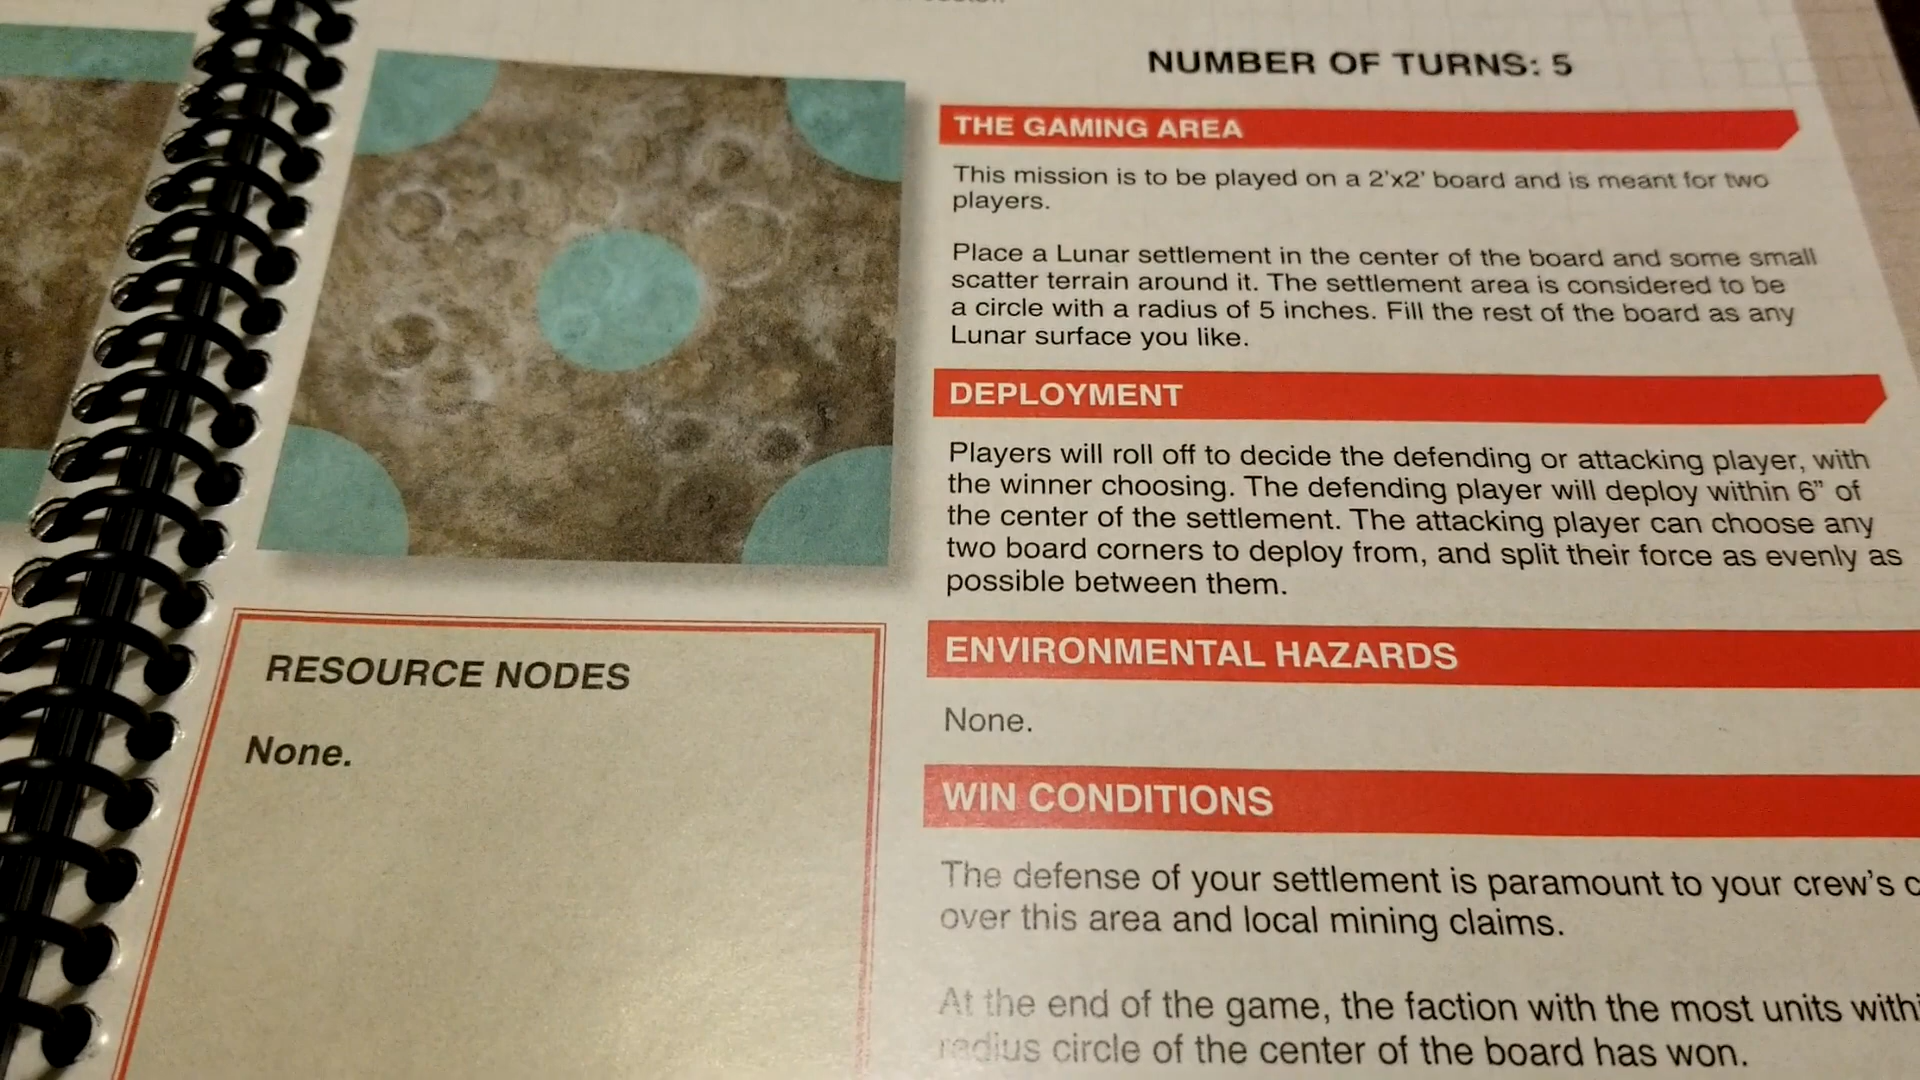 NUMBER OF TURNS: 5
THE GAMING AREA
This mission is to be played on a 2'x2' board and is meant for two
players.
Place a Lunar settlement in the center of the board and some small
scatter terrain around it. The settlement area is considered to be
a circle with a radius of 5 inches. Fill the rest of the board as any
Lunar surface you like.
DEPLOYMENT
Players will roll off to decide the defending or attacking player, with
the winner choosing. The defending player will deploy within 6" of
the center of the settlement. The attacking player can choose any
two board corners to deploy from, and split their force as evenly as
possible between them.
ENVIRONMENTAL HAZARDS
None.
WIN CONDITIONS
The defense of your settlement is paramount to your crew's
over this area and local mining claims.
At the end of the game, the faction with the most units
radius circle of the center of the board has won.
RESOURCE NODES
None.